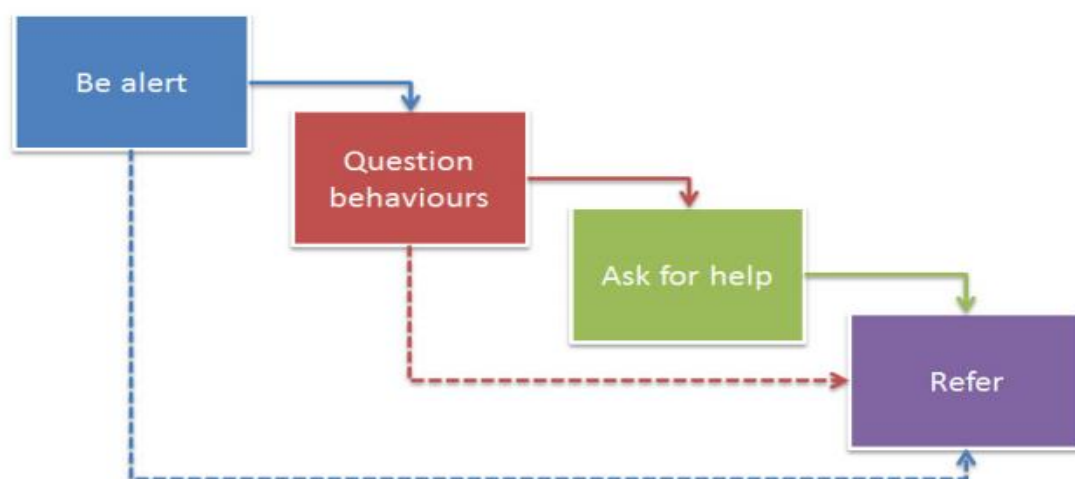 Be alert
Question
behaviours
Ask for help
Refer